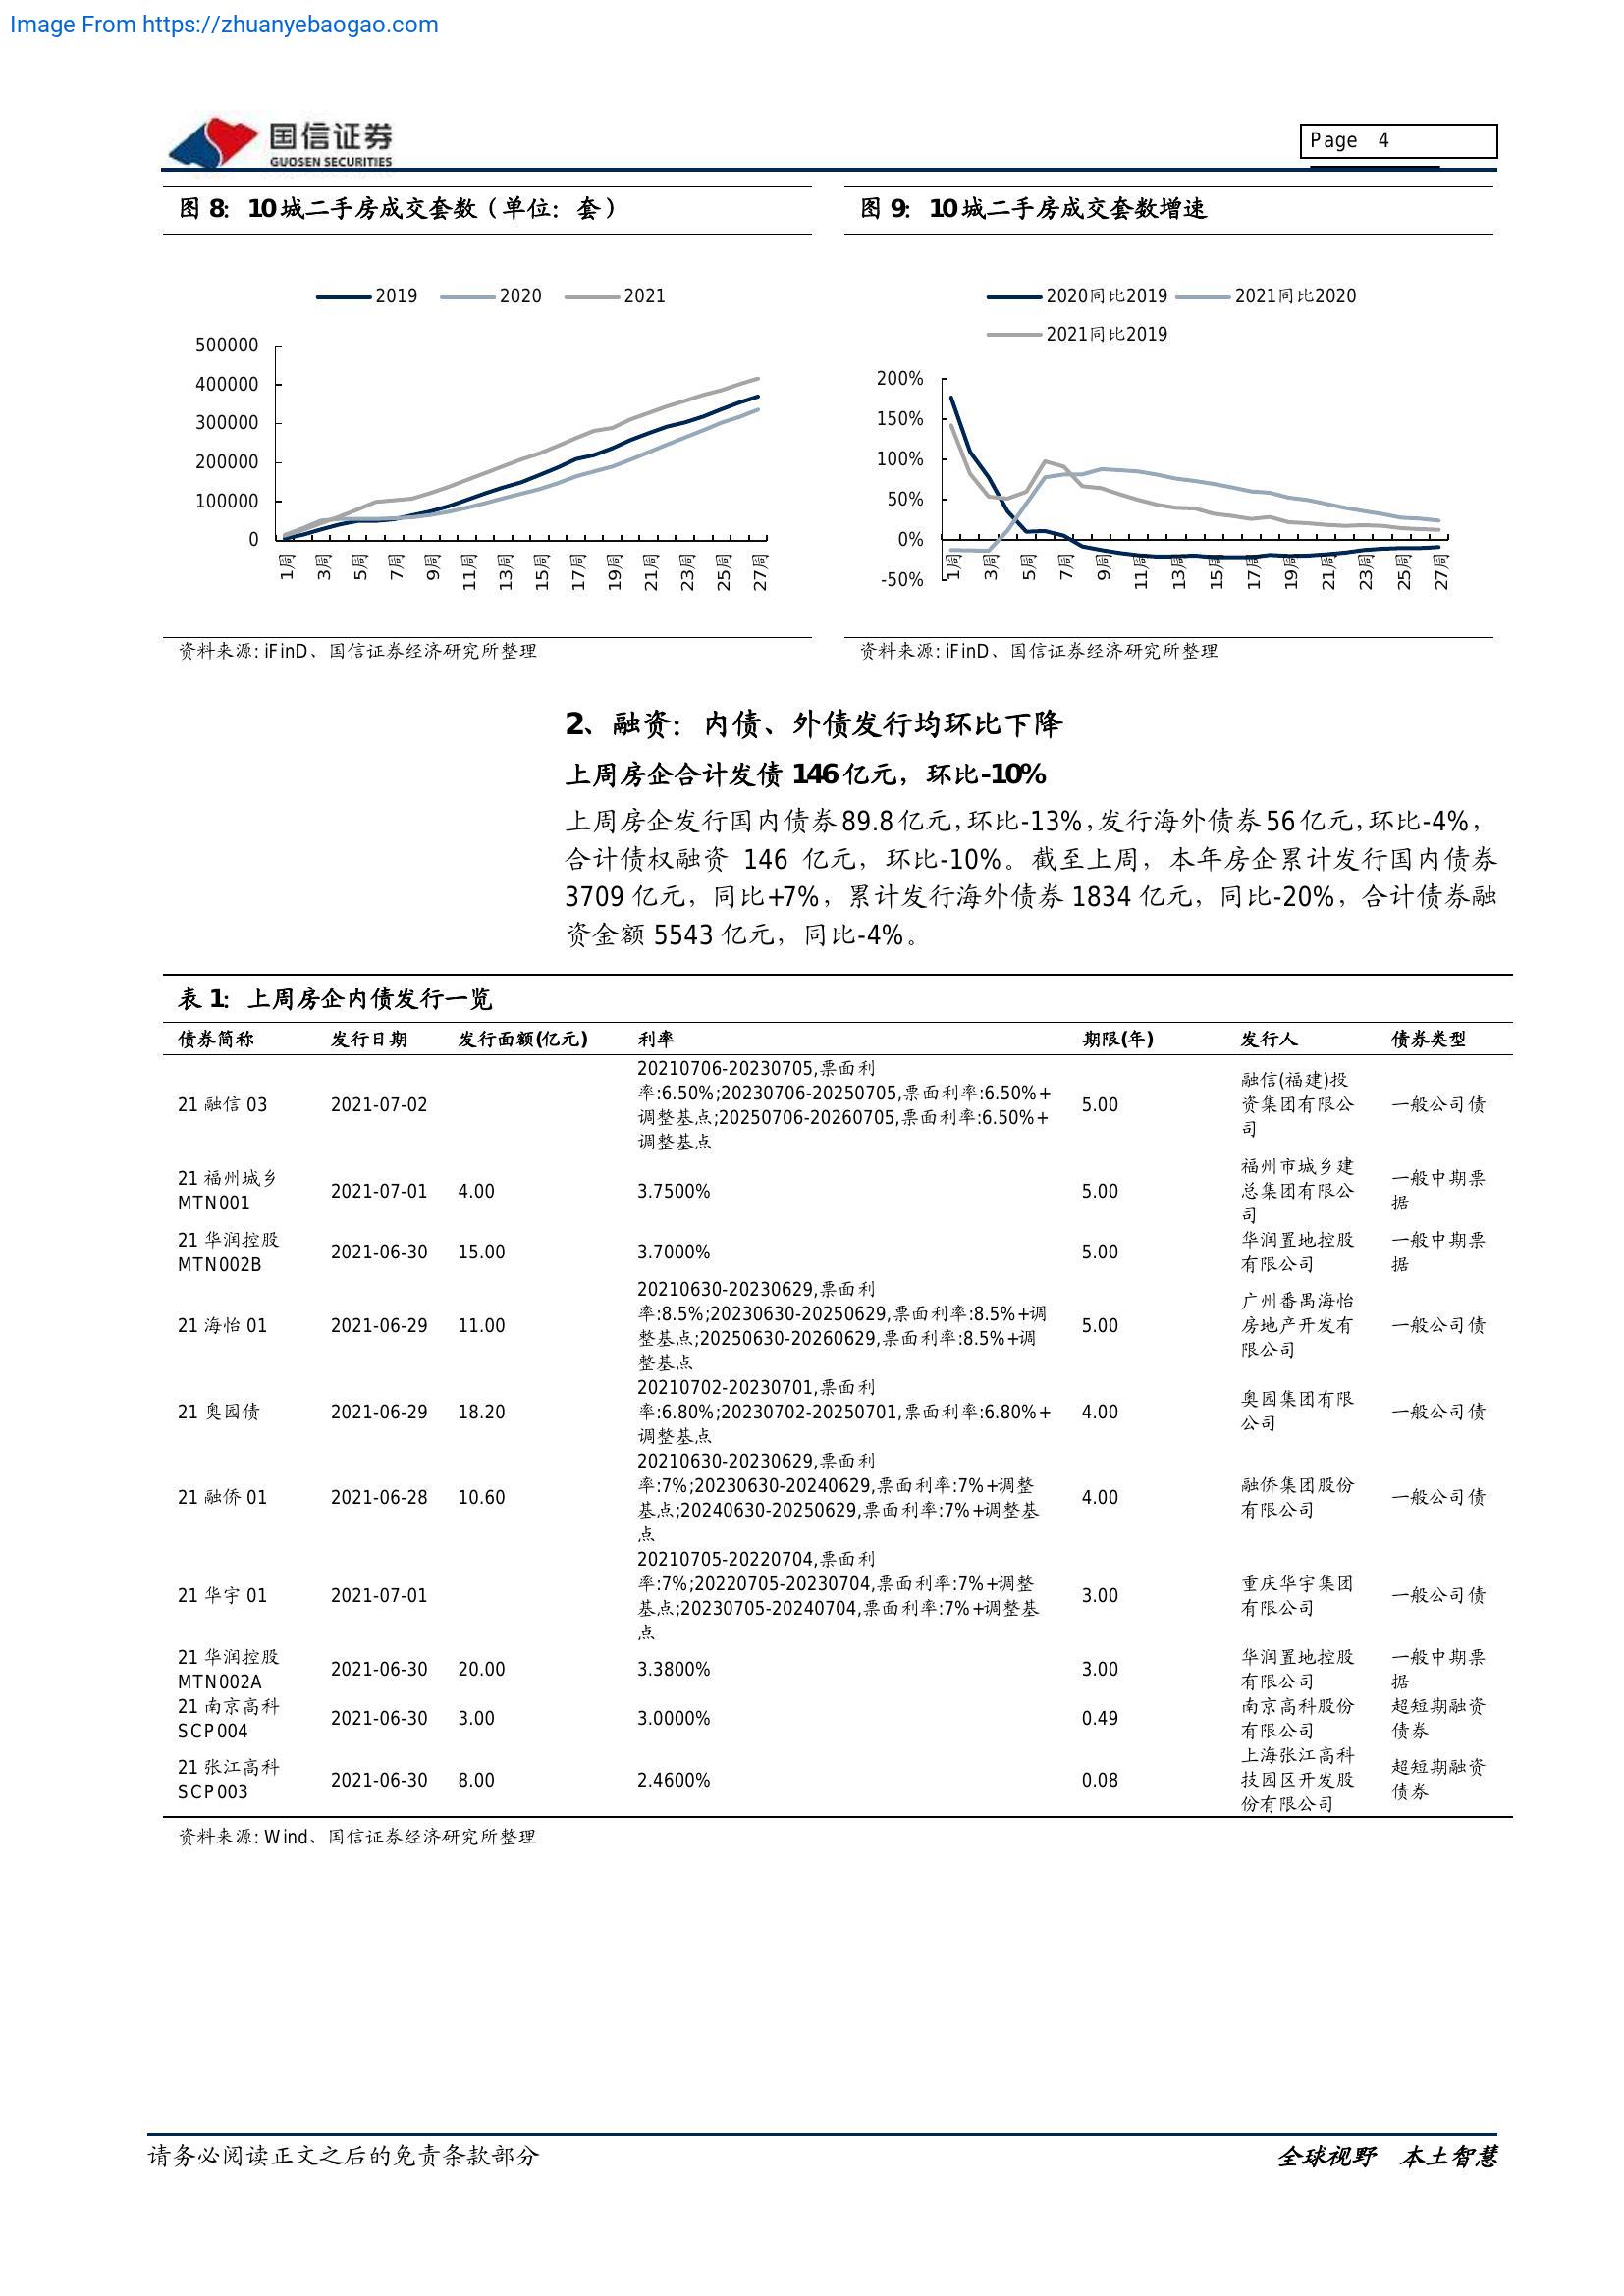 Image From https://zhuanyebaogao.com
国信证券
GUOSEN SECURITIES
Page 4
图 8：10 城二手房成交套数（单位：套）
2019 2020 2021
500000
400000
300000
200000
100000
0
1周 3周 5周 7周 9周 11周 13周 15周 17周 19周 21周 23周 25周 27周
资料来源: iFinD、国信证券经济研究所整理
图 9：10 城二手房成交套数增速
2020同比2019 2021同比2020
2021同比2019
200%
150%
100%
50%
0%
-50%
1周 3周 5周 7周 9周 11周 13周 15周 17周 19周 21周 23周 25周 27周
资料来源: iFinD、国信证券经济研究所整理
2、融资：内债、外债发行均环比下降
上周房企合计发债 146 亿元，环比-10%
上周房企发行国内债券 89.8 亿元，环比-13%，发行海外债券 56 亿元，环比-4%，
合计债权融资 146 亿元，环比-10%。截至上周，本年房企累计发行国内债券
3709 亿元，同比+7%，累计发行海外债券 1834 亿元，同比-20%，合计债券融
资金额 5543 亿元，同比-4%。
表 1：上周房企内债发行一览
债券简称 发行日期 发行面额(亿元) 利率 期限(年) 发行人 债券类型
21 融信 03 2021-07-02
20210706-20230705,票面利
率:6.50%;20230706-20250705,票面利率:6.50%+
调整基点;20250706-20260705,票面利率:6.50%+
调整基点
5.00
融信(福建)投
资集团有限公
司
一般公司债
21 福州城乡
MTN001
2021-07-01 4.00 3.7500% 5.00
福州市城乡建
总集团有限公
司
一般中期票
据
21 华润控股
MTN002B
2021-06-30 15.00 3.7000% 5.00
华润置地控股
有限公司
一般中期票
据
21 海怡 01 2021-06-29 11.00
20210630-20230629,票面利
率:8.5%;20230630-20250629,票面利率:8.5%+调
整基点;20250630-20260629,票面利率:8.5%+调
整基点
5.00
广州番禺海怡
房地产开发有
限公司
一般公司债
21 奥园债 2021-06-29 18.20
20210702-20230701,票面利
率:6.80%;20230702-20250701,票面利率:6.80%+
调整基点
4.00
奥园集团有限
公司
一般公司债
21 融侨 01 2021-06-28 10.60
20210630-20230629,票面利
率:7%;20230630-20240629,票面利率:7%+调整
基点;20240630-20250629,票面利率:7%+调整基
点
4.00
融侨集团股份
有限公司
一般公司债
21 华宇 01 2021-07-01
20210705-20220704,票面利
率:7%;20220705-20230704,票面利率:7%+调整
基点;20230705-20240704,票面利率:7%+调整基
点
3.00
重庆华宇集团
有限公司
一般公司债
21 华润控股
MTN002A
2021-06-30 20.00 3.3800% 3.00
华润置地控股
有限公司
一般中期票
据
21 南京高科
SCP004
2021-06-30 3.00 3.0000% 0.49
南京高科股份
有限公司
超短期融资
债券
21 张江高科
SCP003
2021-06-30 8.00 2.4600% 0.08
上海张江高科
技园区开发股
份有限公司
超短期融资
债券
资料来源: Wind、国信证券经济研究所整理
请务必阅读正文之后的免责条款部分
全球视野 本土智慧